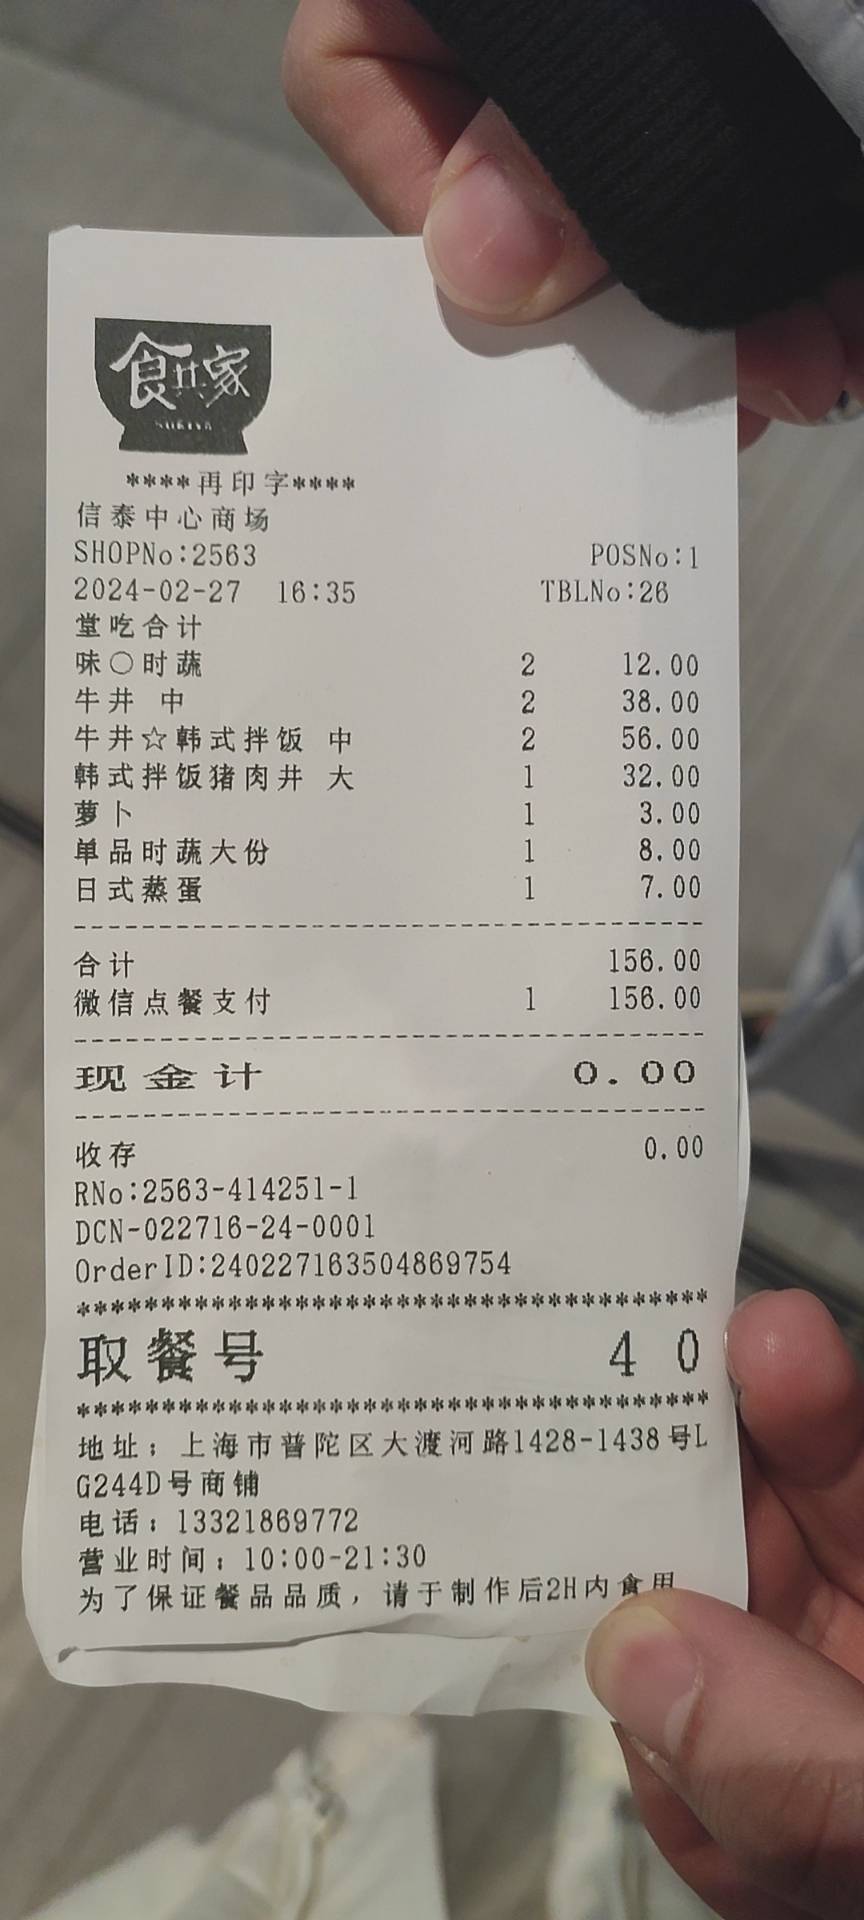 食其家
SUKIYA
****再印字****
信泰中心商场
SHOPNo:2563 POSNo:1
2024-02-27 16:35 TBLNo:26
堂吃合计
味○时蔬 2 12.00
牛丼 中 2 38.00
牛丼☆韩式拌饭 中 2 56.00
韩式拌饭猪肉丼 大 1 32.00
萝卜 1 3.00
单品时蔬大份 1 8.00
日式蒸蛋 1 7.00
合计 156.00
微信点餐支付 1 156.00
现金计 0.00
收存 0.00
RNo:2563-414251-1
DCN-022716-24-0001
OrderID:240227163504869754
取餐号 40
地址：上海市普陀区大渡河路1428-1438号L
G244D号商铺
电话：13321869772
营业时间：10:00-21:30
为了保证餐品品质，请于制作后2H内食用